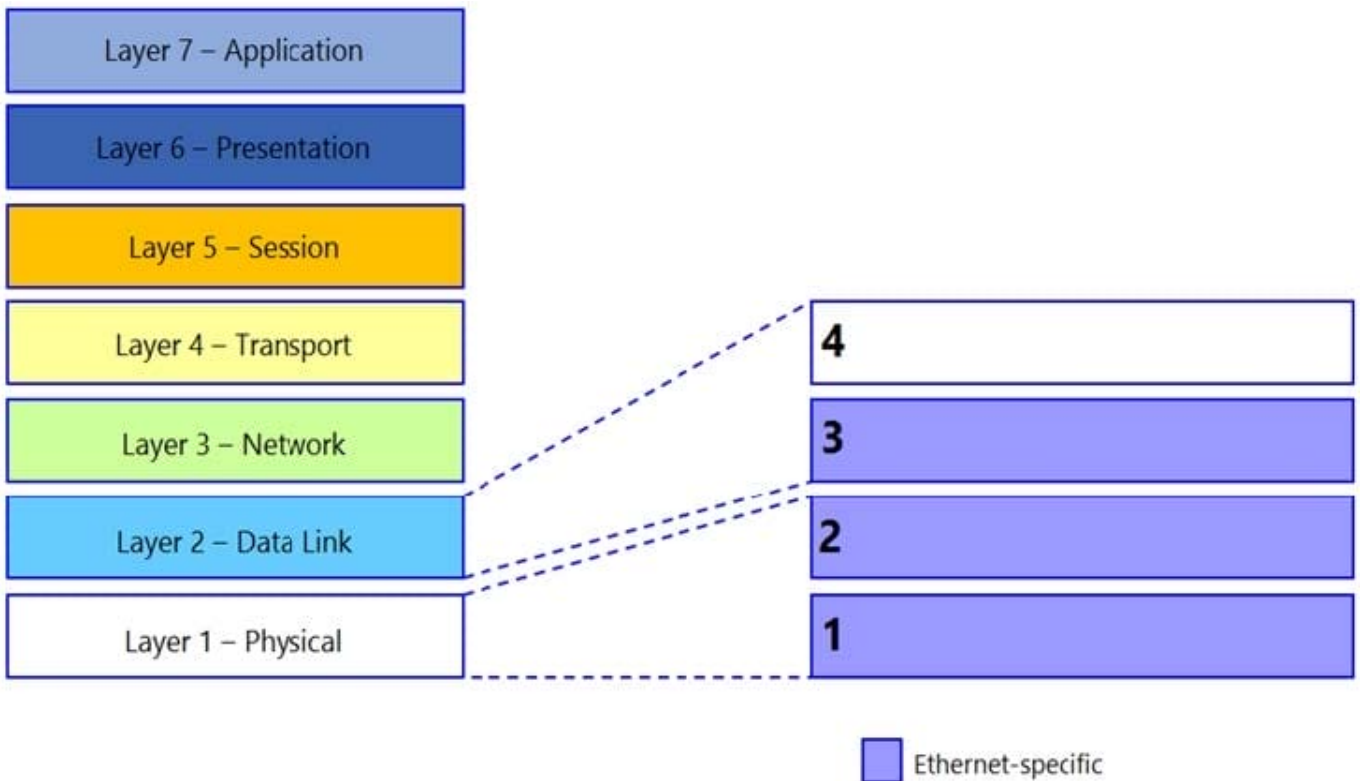 Layer 7 – Application
Layer 6 – Presentation
Layer 5 – Session
Layer 4 – Transport
Layer 3 – Network
Layer 2 – Data Link
Layer 1 – Physical
4
3
2
1
Ethernet-specific